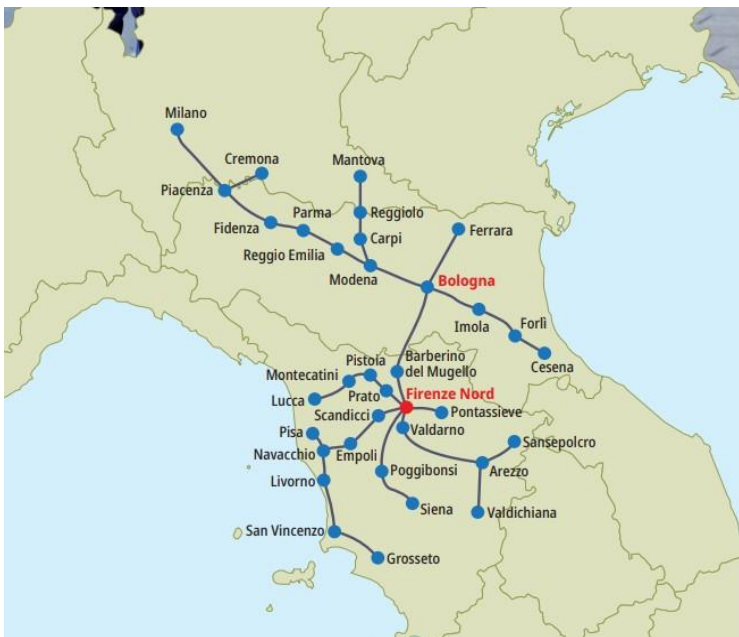 Milano
Cremona
Mantova
Piacenza
Parma
Reggiolo
Fidenza
Ferrara
Carpi
Reggio Emilia
Modena
Bologna
Imola
Forlì
Cesena
Pistoia
Barberino
del Mugello
Montecatini
Prato
Firenze Nord
Lucca
Scandicci
Pontassieve
Pisa
Valdarno
Sansepolcro
Navacchio
Empoli
Poggibonsi
Arezzo
Livorno
Siena
Valdichiana
San Vincenzo
Grosseto